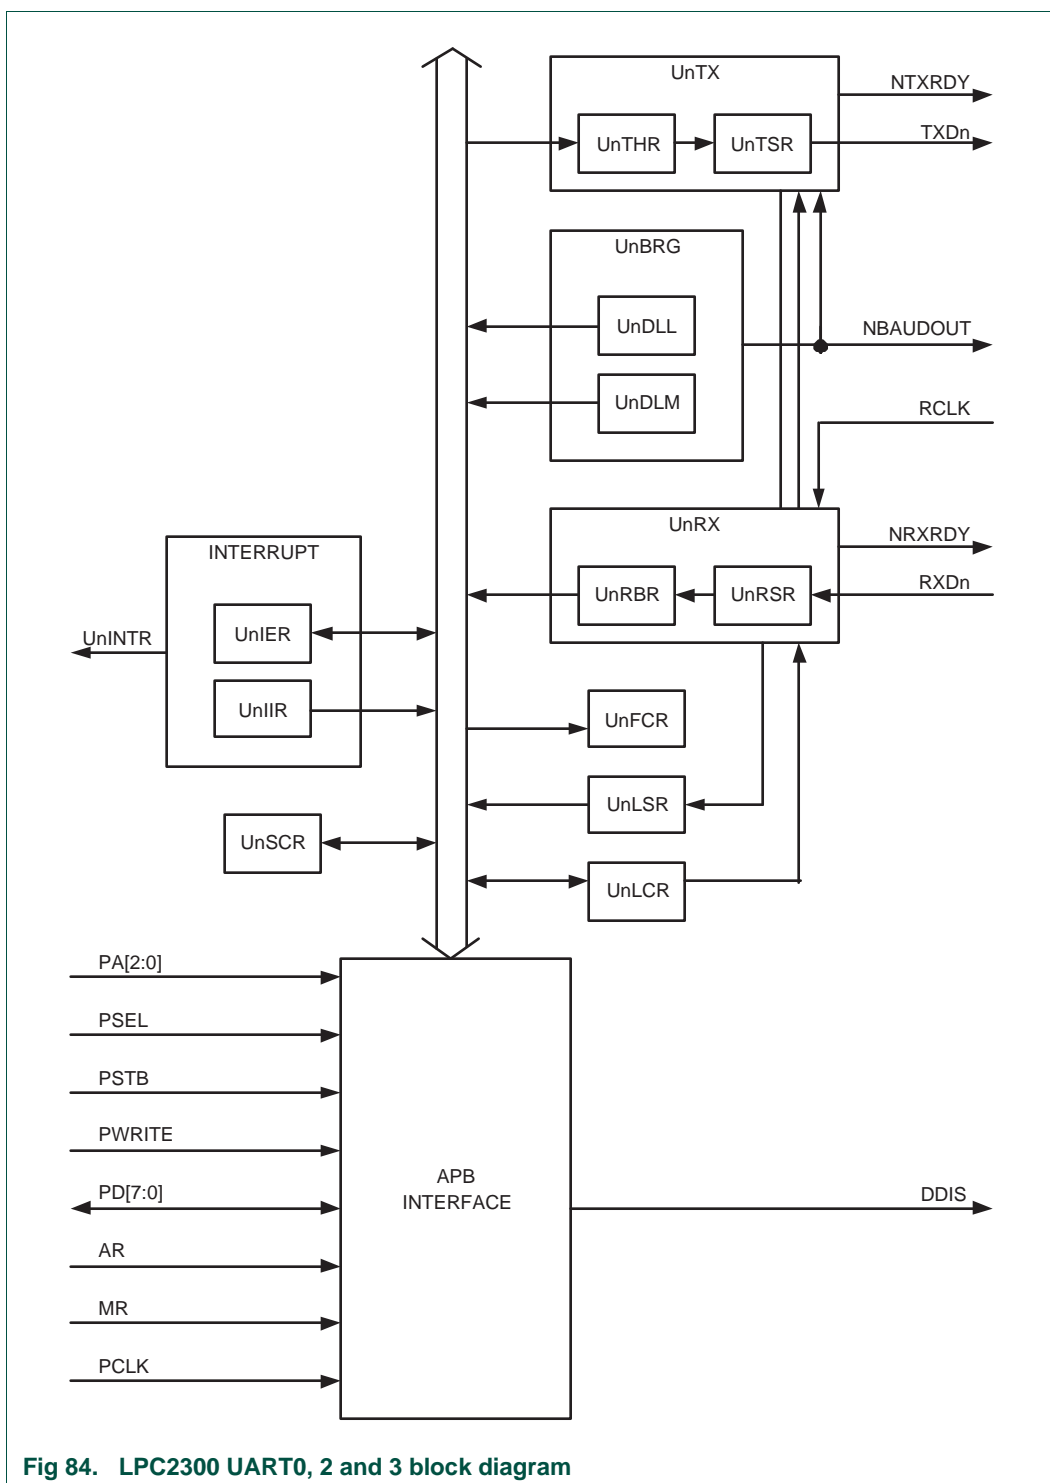 UnTX
NTXRDY
UnTHR
UnTSR
TXDn
UnBRG
UnDLL
NBAUDOUT
UnDLM
RCLK
UnRX
NRXRDY
INTERRUPT
UnRBR
UnRSR
RXDn
UnINTR
UnIER
UnIIR
UnFCR
UnLSR
UnSCR
UnLCR
PA[2:0]
PSEL
PSTB
PWRITE
PD[7:0]
AR
MR
PCLK
APB
INTERFACE
DDIS
Fig 84. LPC2300 UART0, 2 and 3 block diagram